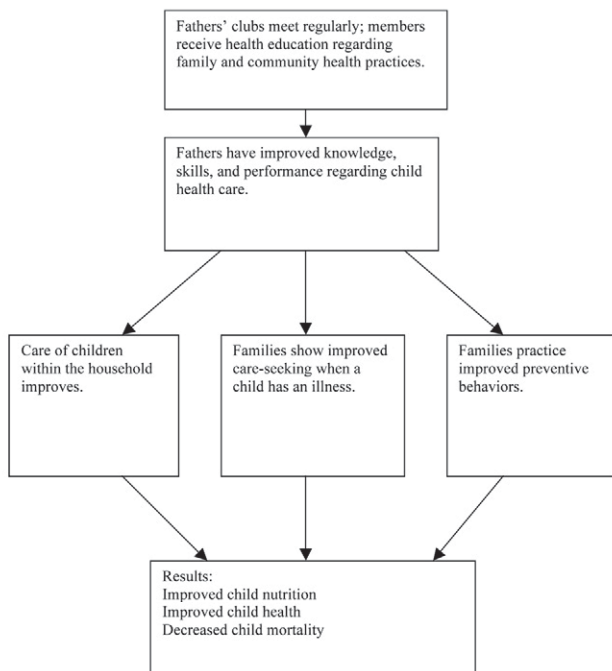 Fathers' clubs meet regularly; members
receive health education regarding
family and community health practices.
Fathers have improved knowledge,
skills, and performance regarding child
health care.
Care of children
within the household
improves.
Families show improved
care-seeking when a
child has an illness.
Families practice
improved preventive
behaviors.
Results:
Improved child nutrition
Improved child health
Decreased child mortality